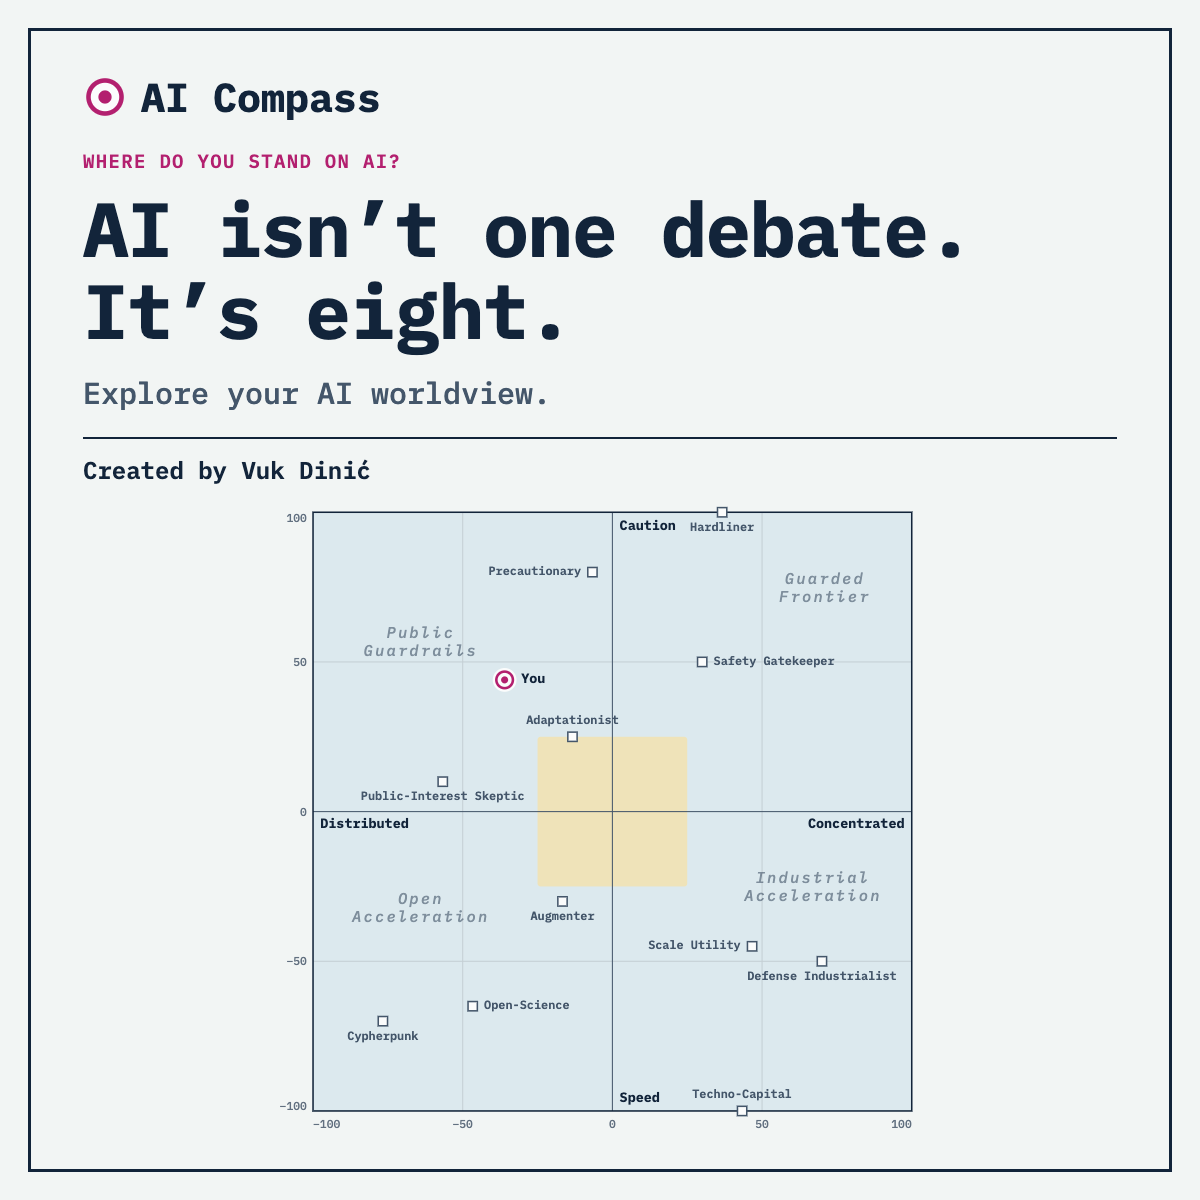 AI Compass
WHERE DO YOU STAND ON AI?
AI isn’t one debate.
It’s eight.
Explore your AI worldview.
Created by Vuk Dinić
100
Caution
Hardliner
Precautionary
Guarded
Frontier
Public
Guardrails
50
Safety Gatekeeper
You
Adaptationist
Public-Interest Skeptic
0
Distributed
Concentrated
Industrial
Acceleration
Open
Acceleration
Augmenter
Scale Utility
−50
Defense Industrialist
Open-Science
Cypherpunk
Speed
Techno-Capital
−100
−100
−50
0
50
100